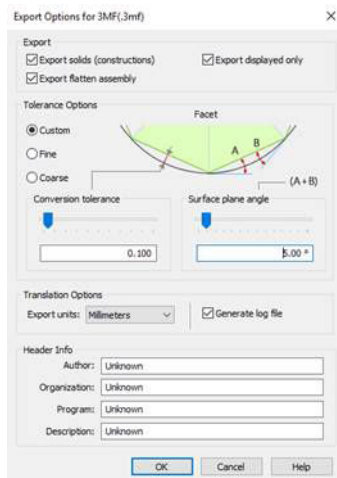 Export Options for 3MF(.3mf)
Export
Export solids (constructions)
Export displayed only
Export flatten assembly
Tolerance Options
Facet
Custom
Fine
Coarse
A
B
(A+B)
Conversion tolerance
Surface plane angle
0.100
5.00 °
Translation Options
Export units: Millimeters
Generate log file
Header Info
Author: Unknown
Organization: Unknown
Program: Unknown
Description: Unknown
OK Cancel Help